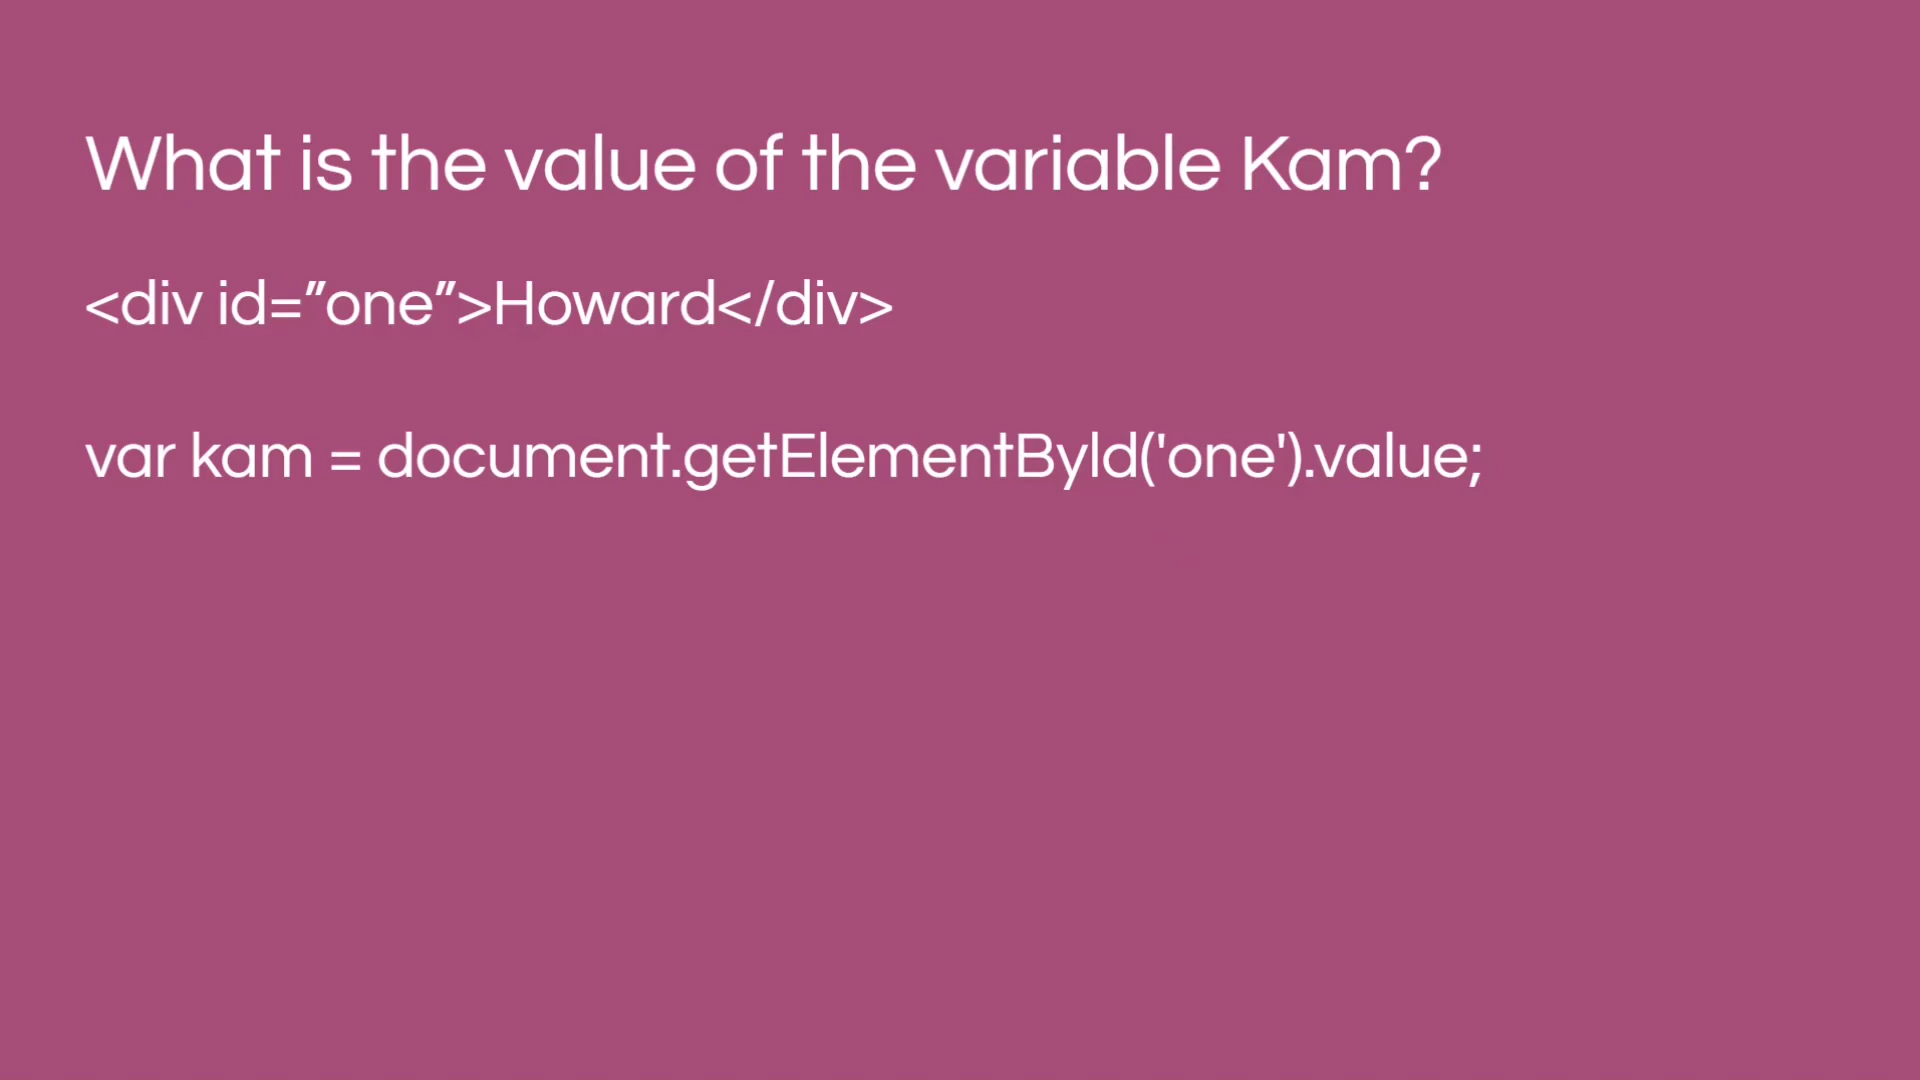 What is the value of the variable Kam?
<div id=”one”>Howard</div>
var kam = document.getElementById('one').value;